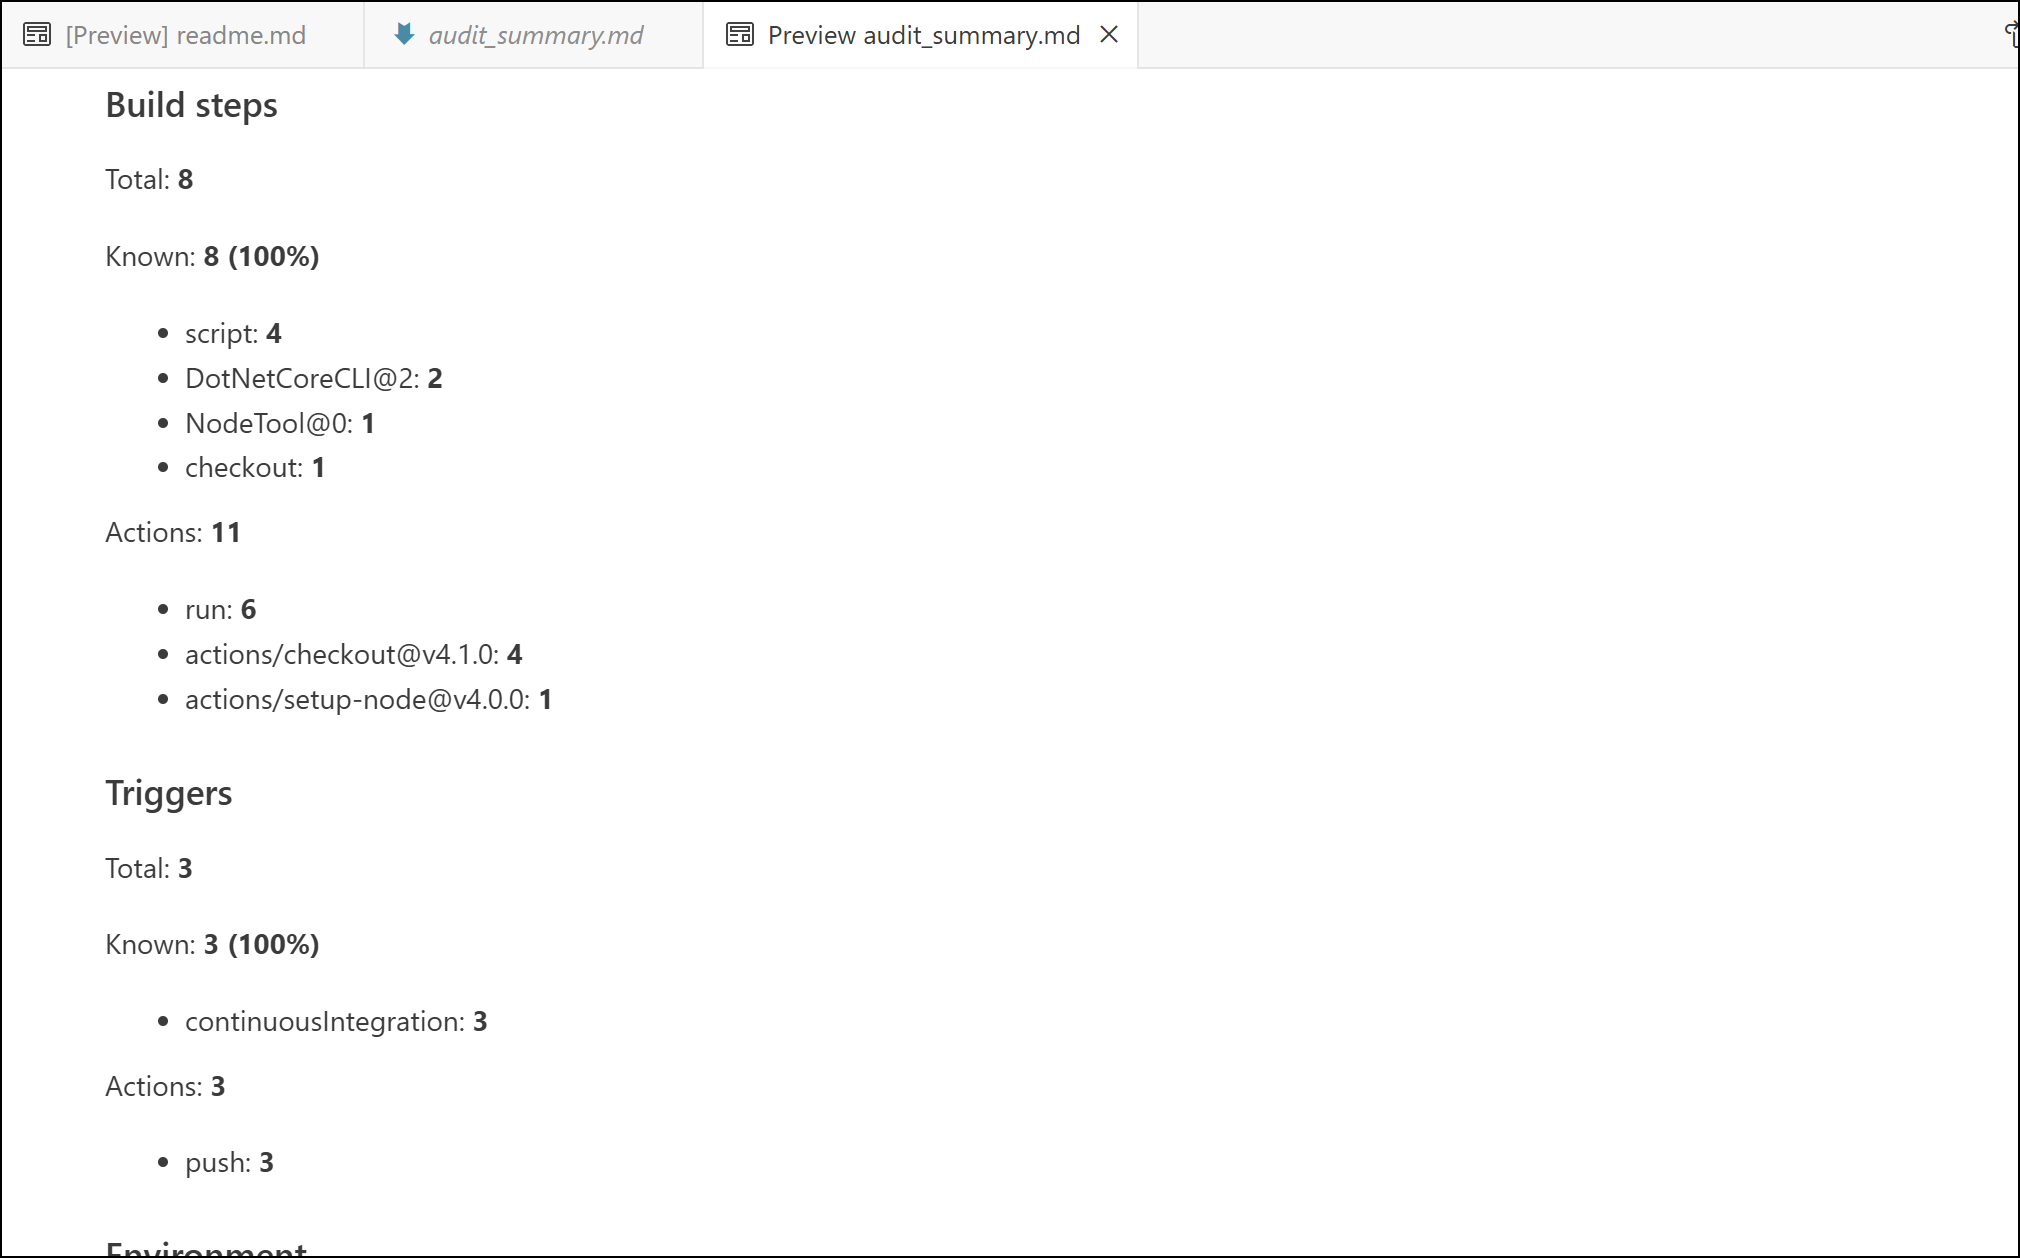 [Preview] readme.md
audit_summary.md
Preview audit_summary.md
Build steps
Total: 8
Known: 8 (100%)
script: 4
DotNetCoreCLI@2: 2
NodeTool@0: 1
checkout: 1
Actions: 11
run: 6
actions/checkout@v4.1.0: 4
actions/setup-node@v4.0.0: 1
Triggers
Total: 3
Known: 3 (100%)
continuousIntegration: 3
Actions: 3
push: 3
Environment